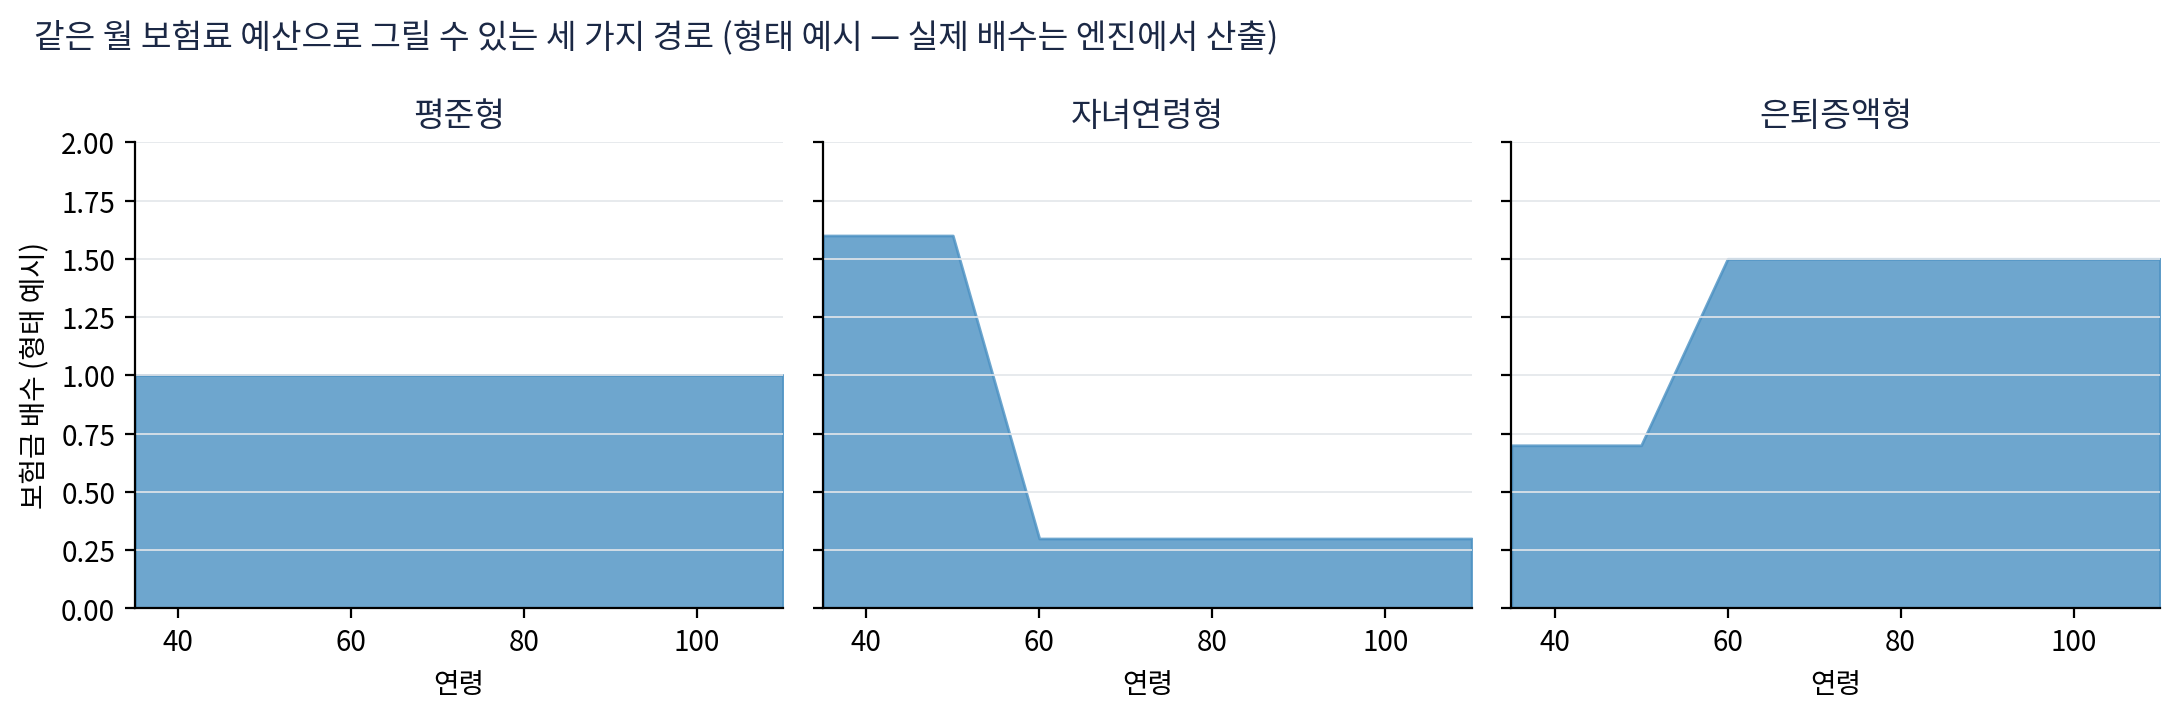 같은 월 보험료 예산으로 그릴 수 있는 세 가지 경로 (형태 예시 — 실제 배수는 엔진에서 산출)
평준형
자녀연령형
은퇴증액형
보험금 배수 (형태 예시)
2.00
1.75
1.50
1.25
1.00
0.75
0.50
0.25
0.00
40 60 80 100
40 60 80 100
40 60 80 100
연령
연령
연령